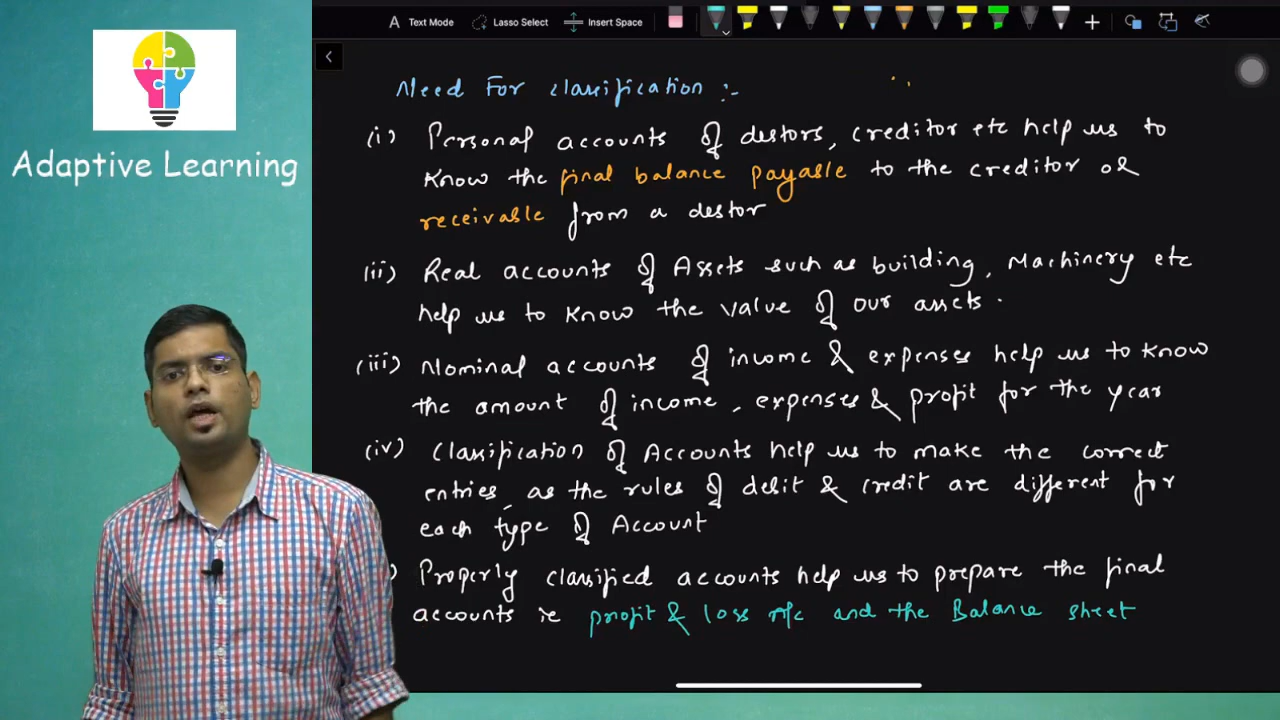 Text Mode
Lasso Select
Insert Space
Adaptive Learning
Need For classification :-
(i) Personal accounts of debtors, creditor etc help us to
know the final balance payable to the creditor or
receivable from a debtor
(ii) Real accounts of Assets such as building, Machinery etc
help us to know the value of our assets.
(iii) Nominal accounts of income & expenses help us to know
the amount of income, expenses & profit for the year
(iv) Classification of Accounts help us to make the correct
entries, as the rules of debit & credit are different for
each type of Account
) Properly classified accounts help us to prepare the final
accounts ie profit & loss A/c and the Balance sheet